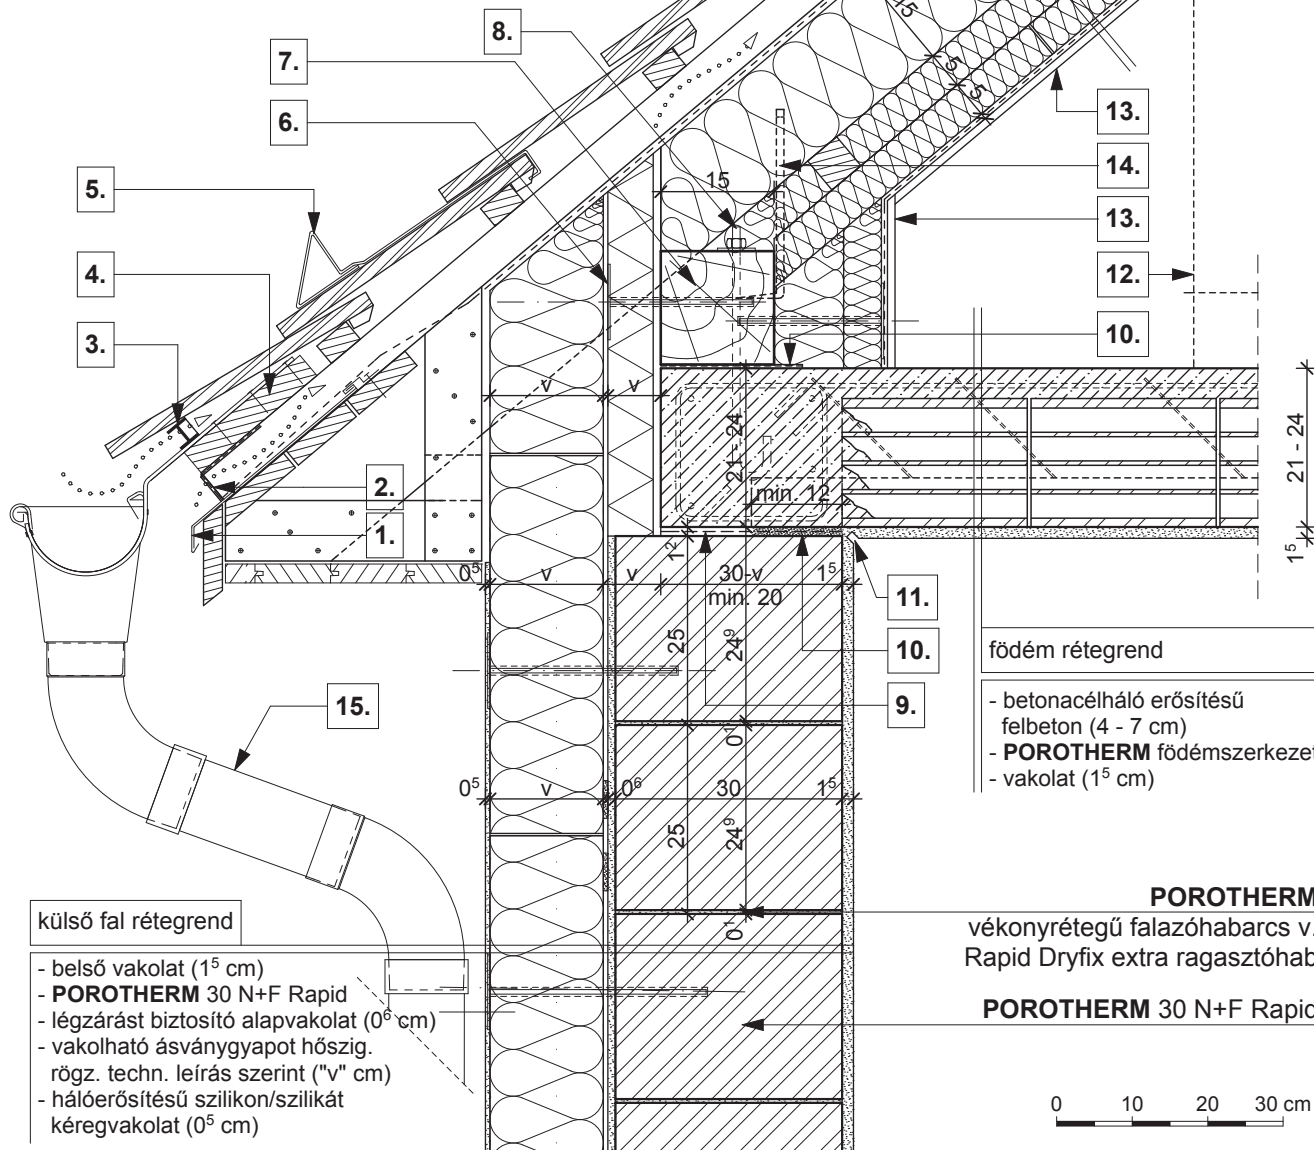 8.
7.
6.
5.
4.
3.
2.
1.
15.
13.
14.
13.
12.
10.
11.
10.
9.
15
5
5
15
v
v
21 - 24
min. 12
21 - 24
1⁵
1²
0⁵
v
v
30-v
min. 20
1⁵
25
24⁹
0¹
0⁵
v
0⁶
30
1⁵
25
24⁹
0¹
födém rétegrend
- betonacélháló erősítésű
felbeton (4 - 7 cm)
- POROTHERM födémszerkezet
- vakolat (1⁵ cm)
külső fal rétegrend
- belső vakolat (1⁵ cm)
- POROTHERM 30 N+F Rapid
- légzárást biztosító alapvakolat (0⁶ cm)
- vakolható ásványgyapot hőszig.
rögz. techn. leírás szerint ("v" cm)
- hálóerősítésű szilikon/szilikát
kéregvakolat (0⁵ cm)
POROTHERM
vékonyrétegű falazóhabarcs v.
Rapid Dryfix extra ragasztóhab
POROTHERM 30 N+F Rapid
0 10 20 30 cm